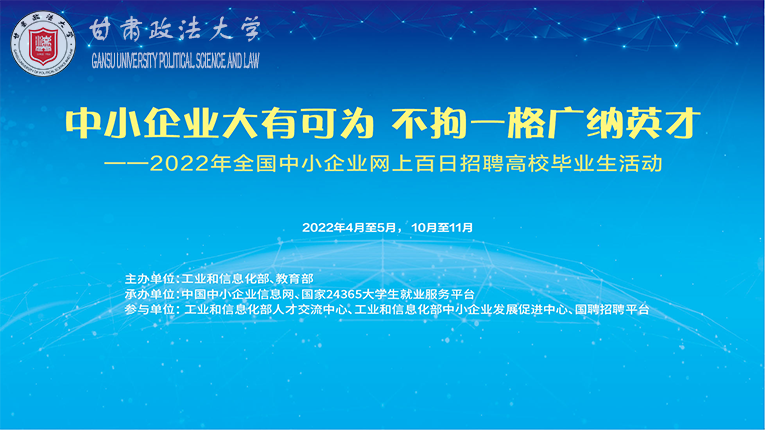 甘肃政法大学
GANSU UNIVERSITY POLITICAL SCIENCE AND LAW
中小企业大有可为 不拘一格广纳英才
——2022年全国中小企业网上百日招聘高校毕业生活动
2022年4月至5月，10月至11月
主办单位：工业和信息化部、教育部
承办单位：中国中小企业信息网、国家24365大学生就业服务平台
参与单位： 工业和信息化部人才交流中心、工业和信息化部中小企业发展促进中心、国聘招聘平台